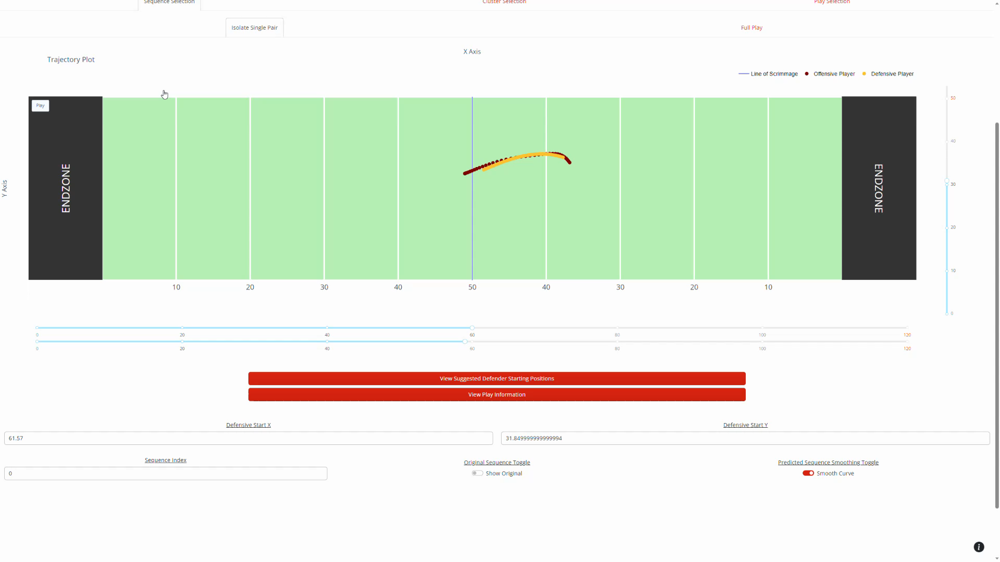 Sequence Selection
Cluster Selection
Play Selection
Isolate Single Pair
Full Play
X Axis
Trajectory Plot
Line of Scrimmage
Offensive Player
Defensive Player
Play
ENDZONE
ENDZONE
Y Axis
50
40
30
20
10
0
10 20 30 40 50 40 30 20 10
0 20 40 60 80 100 120
0 20 40 60 80 100 120
View Suggested Defender Starting Positions
View Play Information
Defensive Start X
Defensive Start Y
61.57
31.849999999999994
Sequence Index
Original Sequence Toggle
Predicted Sequence Smoothing Toggle
0
Show Original
Smooth Curve
i